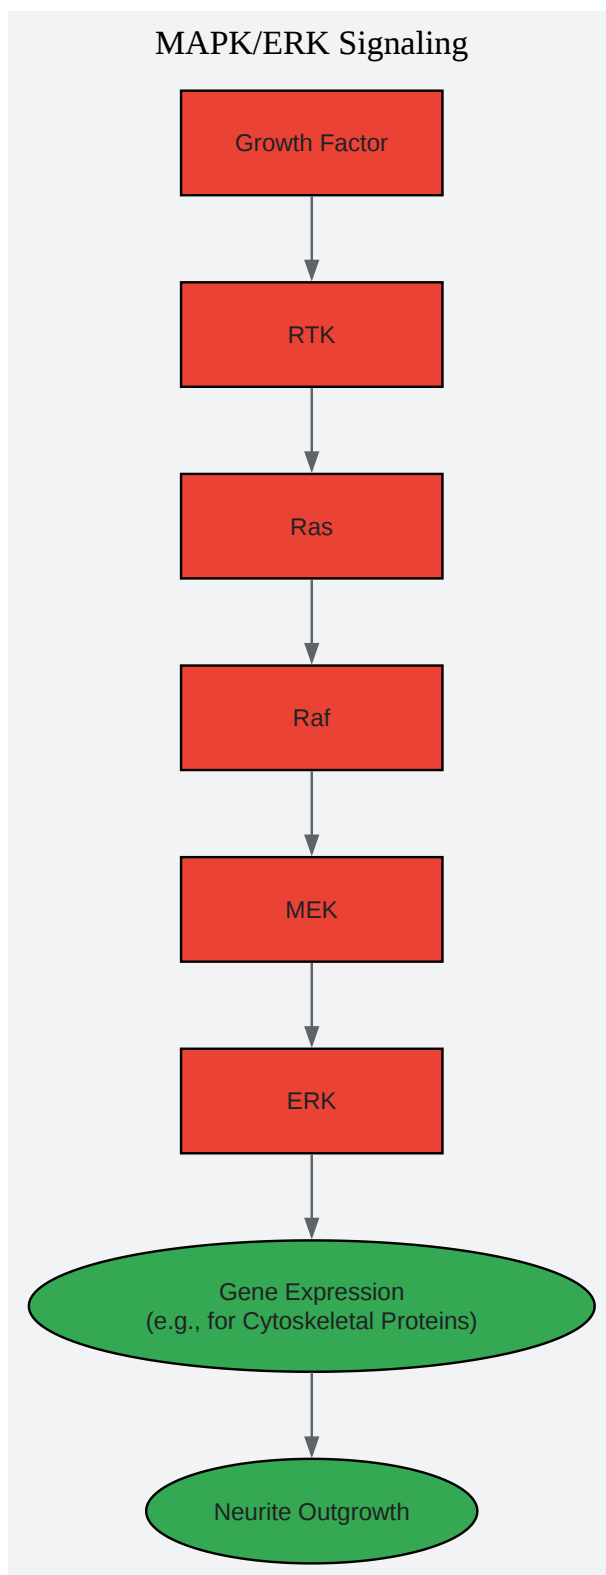 MAPK/ERK Signaling
Growth Factor
RTK
Ras
Raf
MEK
ERK
Gene Expression
(e.g., for Cytoskeletal Proteins)
Neurite Outgrowth